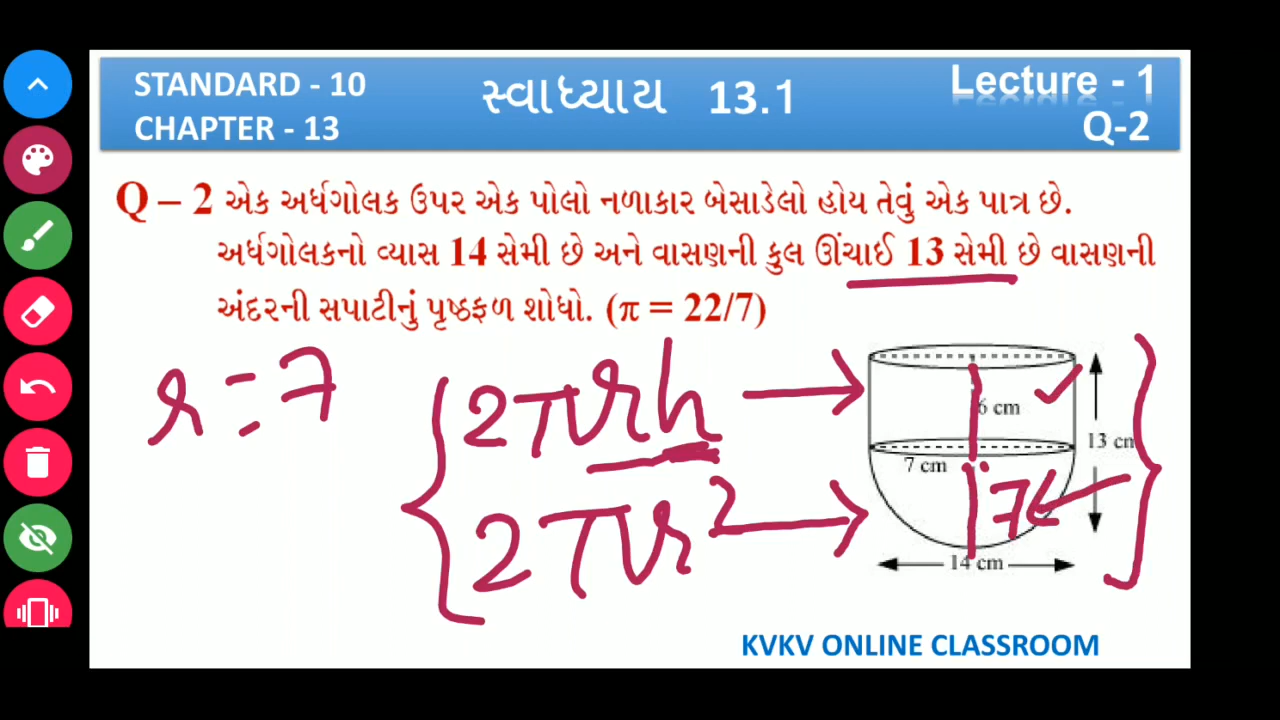 STANDARD - 10
CHAPTER - 13
સ્વાધ્યાય 13.1
Lecture - 1
Q-2
Q – 2 એક અર્ધગોલક ઉપર એક પોલો નળાકાર બેસાડેલો હોય તેવું એક પાત્ર છે.
અર્ધગોલકનો વ્યાસ 14 સેમી છે અને વાસણની કુલ ઊંચાઈ 13 સેમી છે વાસણની
અંદરની સપાટીનું પૃષ્ઠફળ શોધો. (π = 22/7)
r = 7
2πrh
2πr²
6 cm
13 cm
7 cm
7
14 cm
KVKV ONLINE CLASSROOM